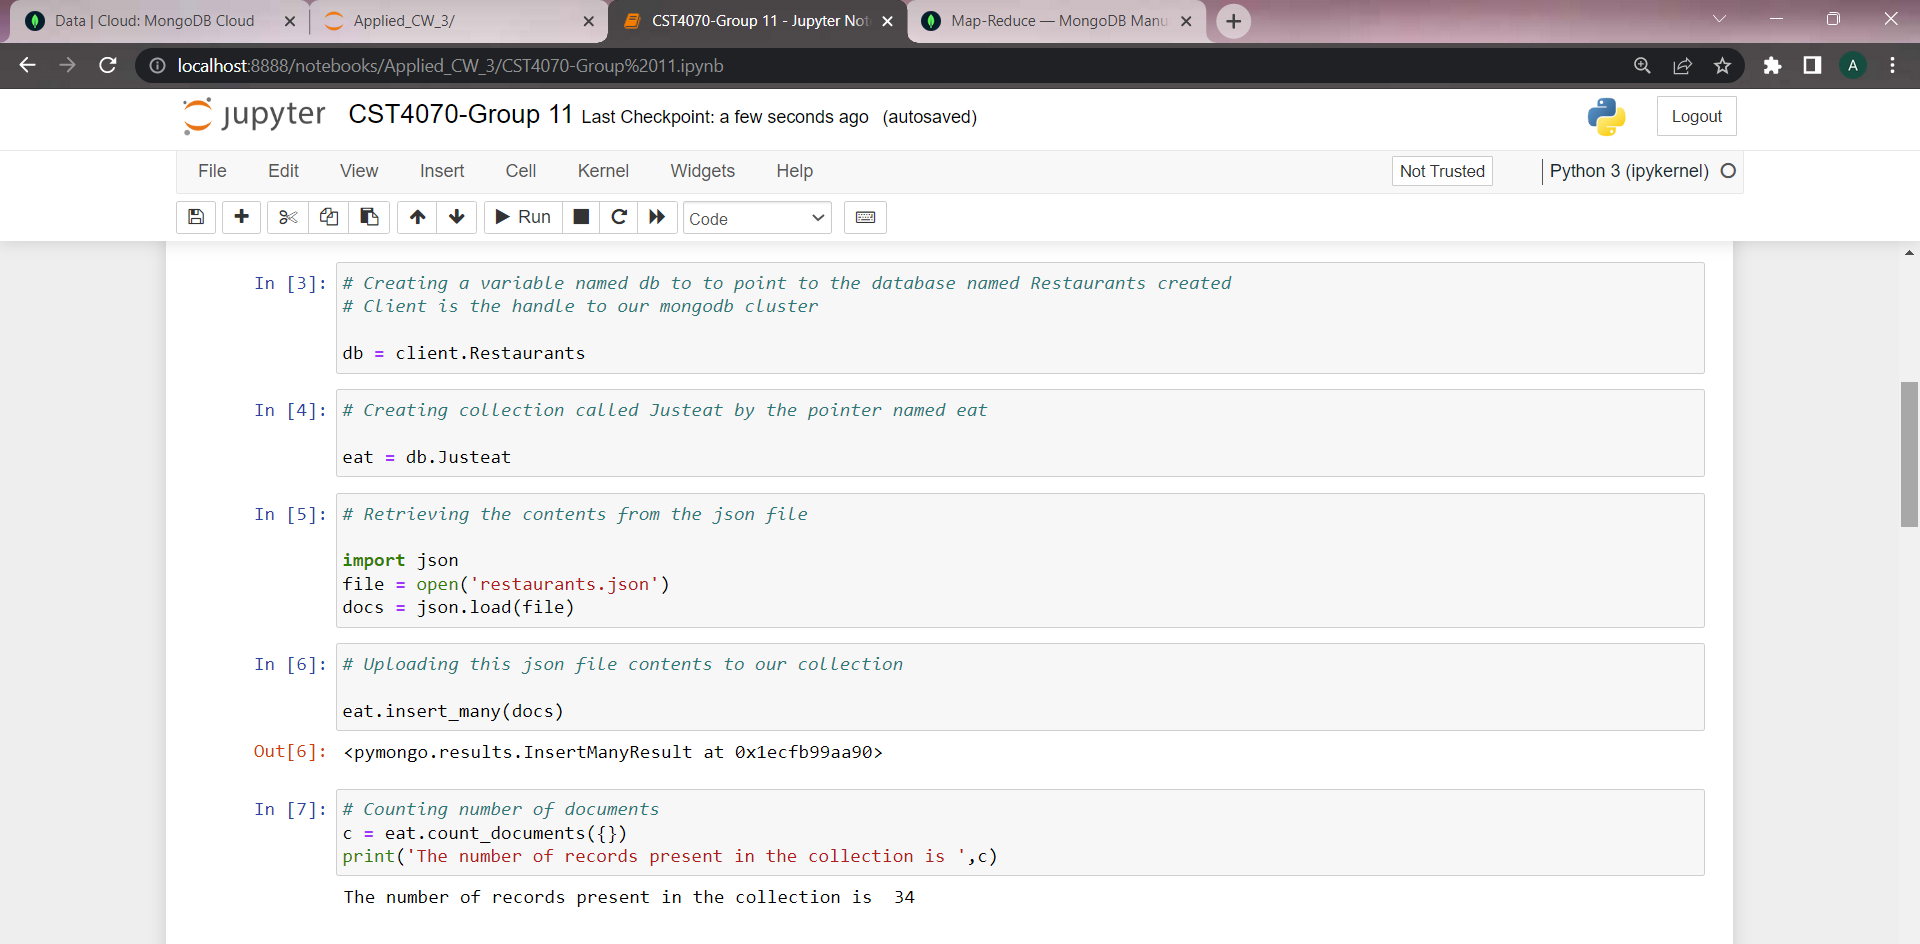 Data | Cloud: MongoDB Cloud
Applied_CW_3/
CST4070-Group 11 - Jupyter Not
Map-Reduce — MongoDB Manu
localhost:8888/notebooks/Applied_CW_3/CST4070-Group%2011.ipynb
A
jupyter CST4070-Group 11 Last Checkpoint: a few seconds ago (autosaved)
Logout
File Edit View Insert Cell Kernel Widgets Help
Not Trusted
Python 3 (ipykernel)
Run
Code
In [3]: # Creating a variable named db to to point to the database named Restaurants created
# Client is the handle to our mongodb cluster
db = client.Restaurants
In [4]: # Creating collection called Justeat by the pointer named eat
eat = db.Justeat
In [5]: # Retrieving the contents from the json file
import json
file = open('restaurants.json')
docs = json.load(file)
In [6]: # Uploading this json file contents to our collection
eat.insert_many(docs)
Out[6]: <pymongo.results.InsertManyResult at 0x1ecfb99aa90>
In [7]: # Counting number of documents
c = eat.count_documents({})
print('The number of records present in the collection is ',c)
The number of records present in the collection is  34